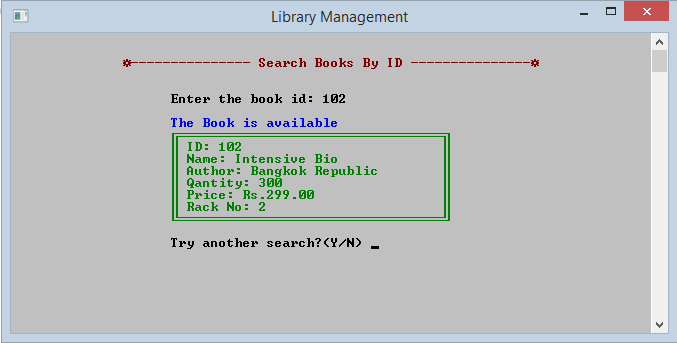 Library Management
Search Books By ID
Enter the book id: 102
The Book is available
ID: 102
Name: Intensive Bio
Author: Bangkok Republic
Qantity: 300
Price: Rs.299.00
Rack No: 2
Try another search?(Y/N)